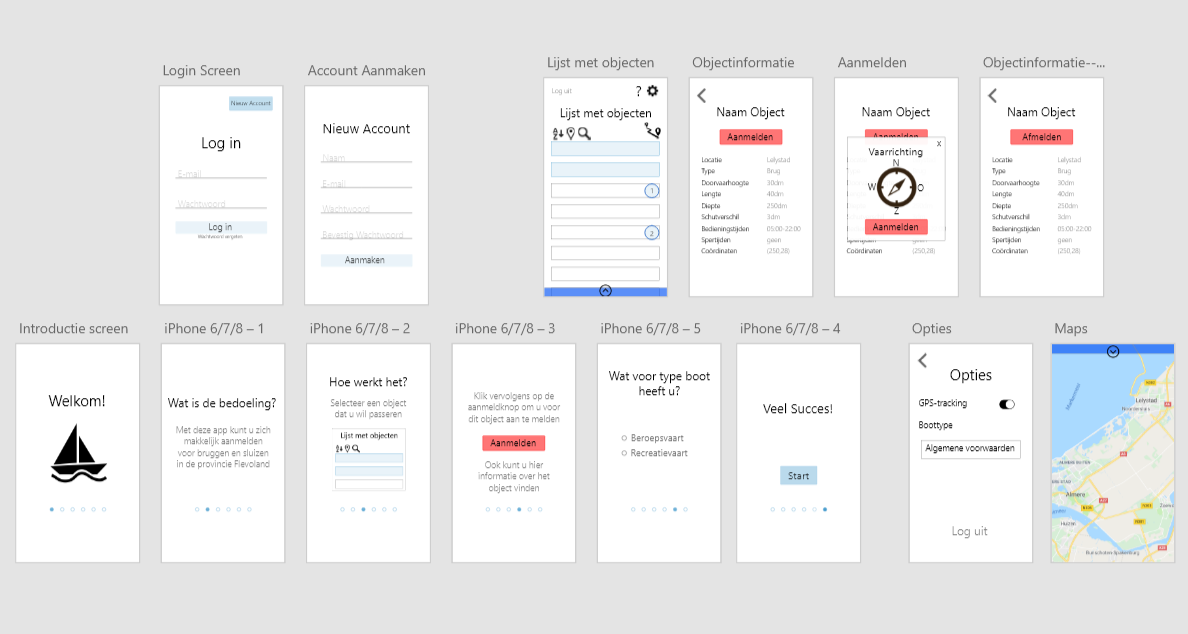 Login Screen
Nieuw Account
Log in
E-mail
Wachtwoord
Log in
Wachtwoord vergeten
Account Aanmaken
Nieuw Account
Naam
E-mail
Wachtwoord
Bevestig Wachtwoord
Aanmaken
Lijst met objecten
Log uit
?
Lijst met objecten
1
2
Objectinformatie
Naam Object
Aanmelden
Locatie Lelystad
Type Brug
Doorvaarhoogte 30dm
Lengte 40dm
Diepte 250dm
Schutverschil 3dm
Bedieningstijden 05:00-22:00
Spertijden geen
Coördinaten (250,28)
Aanmelden
Naam Object
Aanmelden
x
Vaarrichting
N
W O
Z
Aanmelden
Spertijden geen
Coördinaten (250,28)
Objectinformatie--...
Naam Object
Afmelden
Locatie Lelystad
Type Brug
Doorvaarhoogte 30dm
Lengte 40dm
Diepte 250dm
Schutverschil 3dm
Bedieningstijden 05:00-22:00
Spertijden geen
Coördinaten (250,28)
Introductie screen
Welkom!
iPhone 6/7/8 – 1
Wat is de bedoeling?
Met deze app kunt u zich
makkelijk aanmelden
voor bruggen en sluizen
in de provincie Flevoland
iPhone 6/7/8 – 2
Hoe werkt het?
Selecteer een object
dat u wil passeren
Lijst met objecten
iPhone 6/7/8 – 3
Klik vervolgens op de
aanmeldknop om u voor
dit object aan te melden
Aanmelden
Ook kunt u hier
informatie over het
object vinden
iPhone 6/7/8 – 5
Wat voor type boot
heeft u?
Beroepsvaart
Recreatievaart
iPhone 6/7/8 – 4
Veel Succes!
Start
Opties
Opties
GPS-tracking
Boottype
Algemene voorwaarden
Log uit
Maps
Markermeer
Lelystad
Almere
Bunschoten-Spakenburg